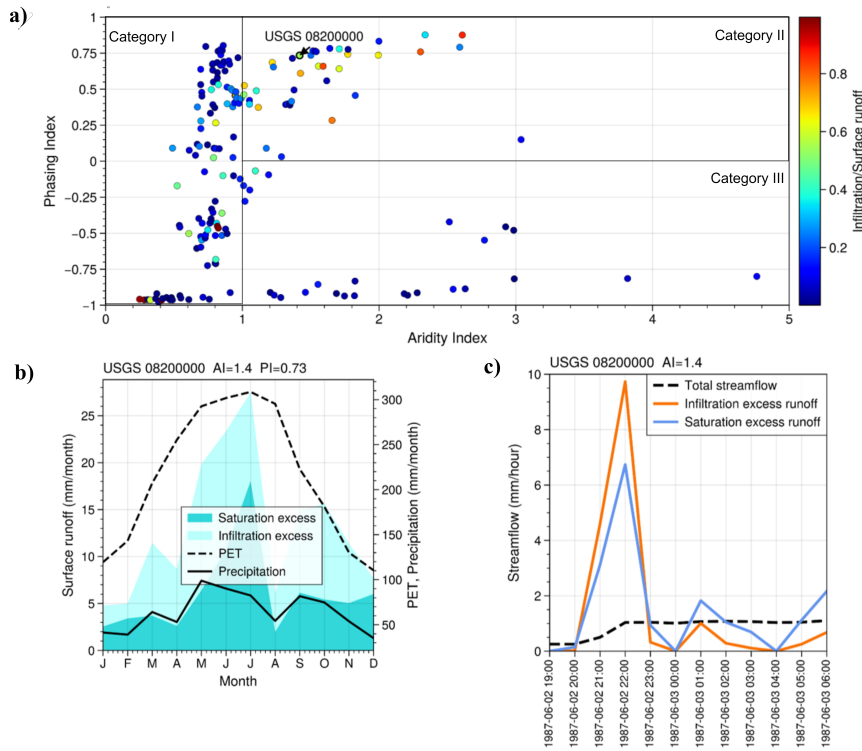 a)
USGS 08200000
Category I
Category II
Category III
1
0.75
0.5
0.25
0
−0.25
−0.5
−0.75
−1
Phasing Index
0
1
2
3
4
5
Aridity Index
0.8
0.6
0.4
0.2
Infiltration/Surface runoff
b)
USGS 08200000 AI=1.4 PI=0.73
25
20
15
10
5
0
Surface runoff (mm/month)
300
250
200
150
100
50
PET, Precipitation (mm/month)
Saturation excess
Infiltration excess
PET
Precipitation
J F M A M J J A S O N D
Month
c)
USGS 08200000 AI=1.4
Total streamflow
Infiltration excess runoff
Saturation excess runoff
10
8
6
4
2
0
Streamflow (mm/hour)
1987-06-02 19:00
1987-06-02 20:00
1987-06-02 21:00
1987-06-02 22:00
1987-06-02 23:00
1987-06-03 00:00
1987-06-03 01:00
1987-06-03 02:00
1987-06-03 03:00
1987-06-03 04:00
1987-06-03 05:00
1987-06-03 06:00